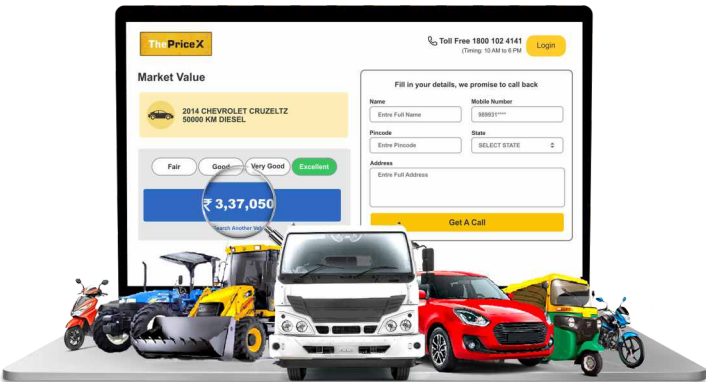 ThePriceX
Toll Free 1800 102 4141
(Timing: 10 AM to 6 PM
Login
Market Value
2014 CHEVROLET CRUZELTZ
50000 KM DIESEL
Fair
Good
Very Good
Excellent
₹ 3,37,050
Search Another
Fill in your details, we promise to call back
Name
Mobile Number
Entre Full Name
989931****
Pincode
State
Entre Pincode
SELECT STATE
Address
Entre Full Address
Get A Call